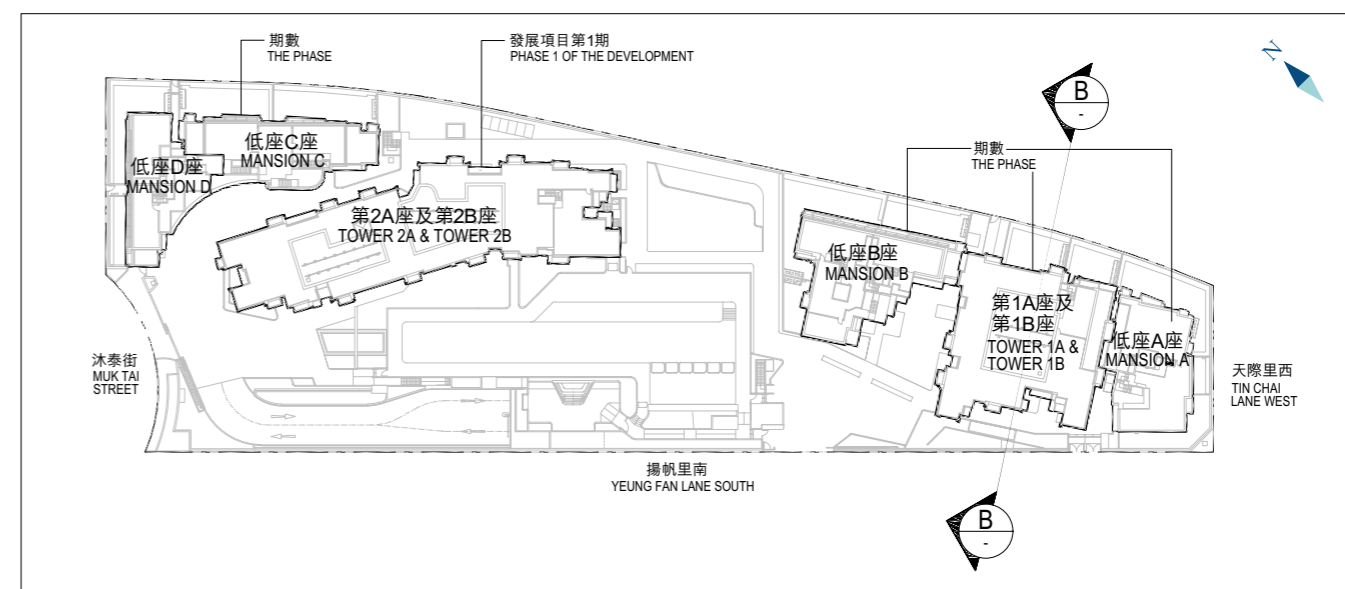 期數
THE PHASE
發展項目第1期
PHASE 1 OF THE DEVELOPMENT
N
B
-
期數
THE PHASE
低座C座
MANSION C
低座D座
MANSION D
第2A座及第2B座
TOWER 2A & TOWER 2B
低座B座
MANSION B
第1A座及
第1B座
TOWER 1A &
TOWER 1B
低座A座
MANSION A
沐泰街
MUK TAI
STREET
天際里西
TIN CHAI
LANE WEST
揚帆里南
YEUNG FAN LANE SOUTH
B
-